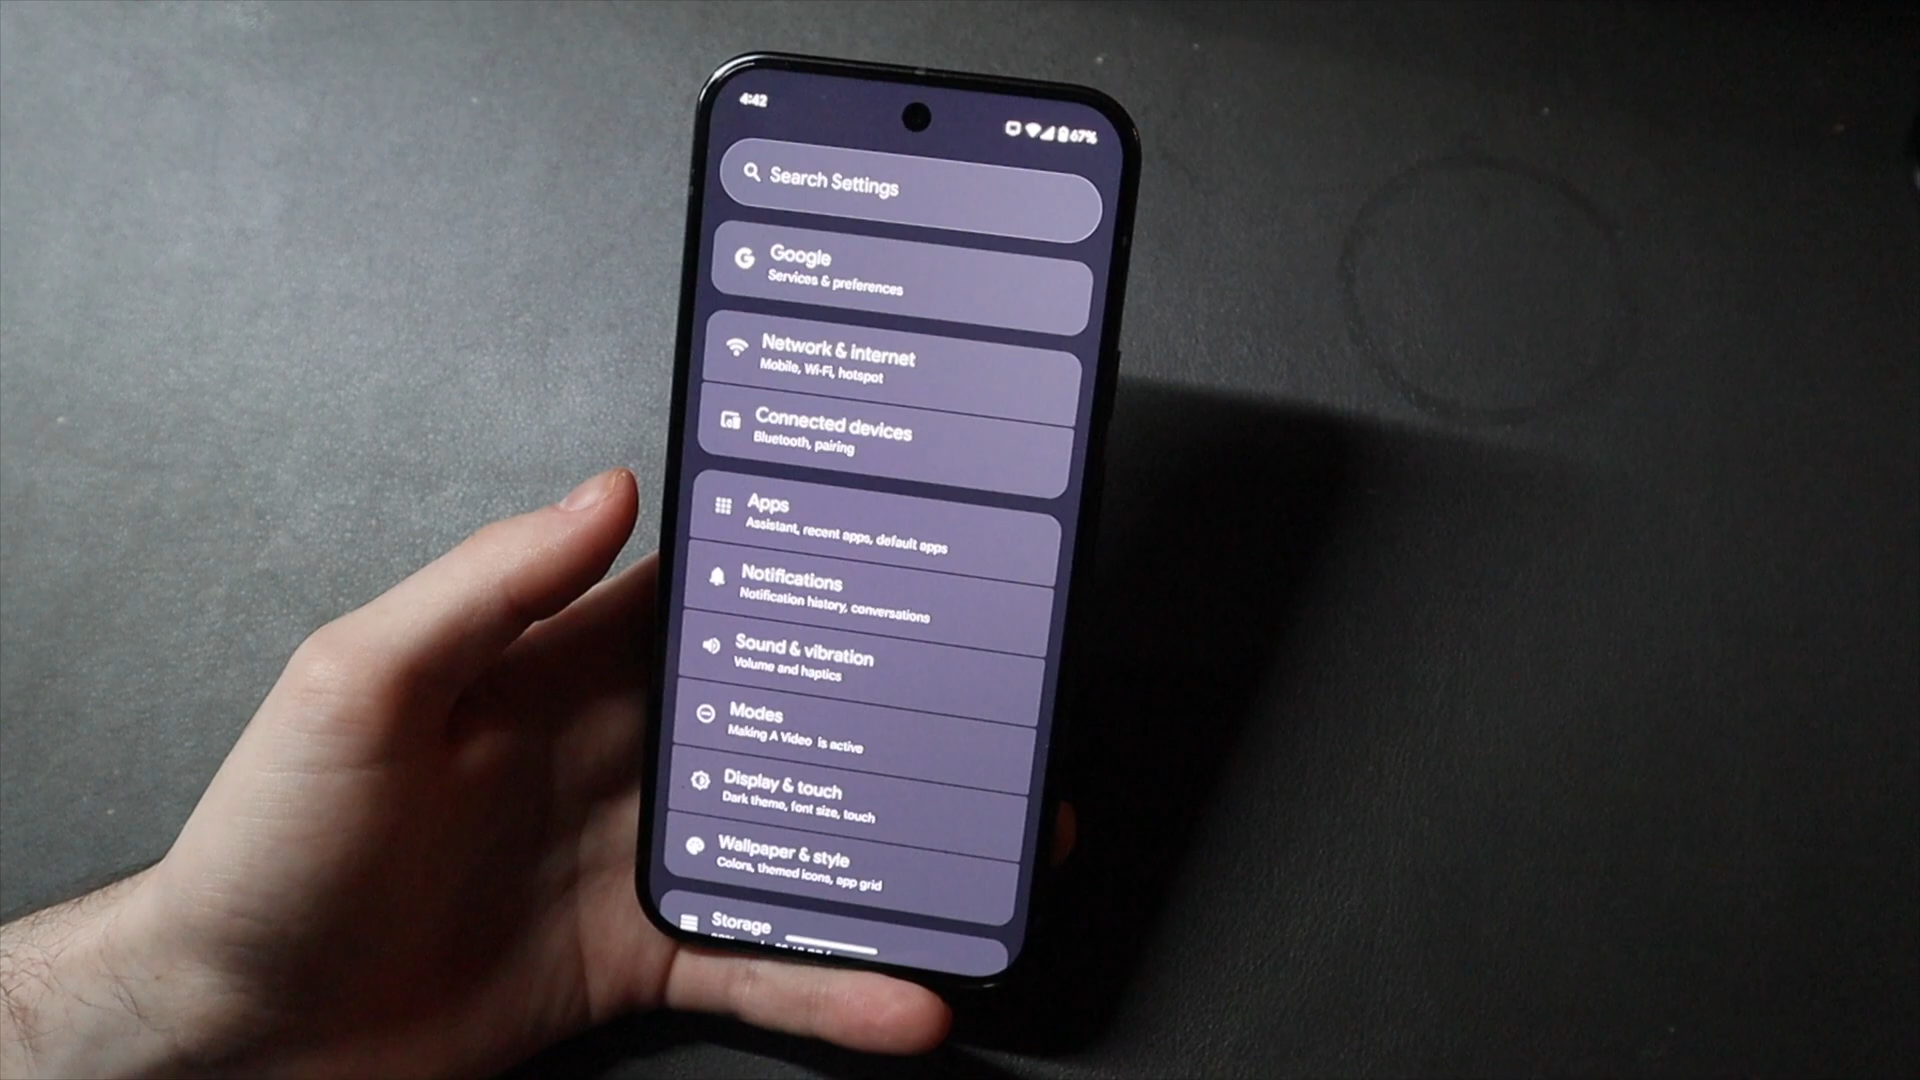 4:42
67%
Search Settings
Google
Services & preferences
Network & internet
Mobile, Wi-Fi, hotspot
Connected devices
Bluetooth, pairing
Apps
Assistant, recent apps, default apps
Notifications
Notification history, conversations
Sound & vibration
Volume and haptics
Modes
Making A Video is active
Display & touch
Dark theme, font size, touch
Wallpaper & style
Colors, themed icons, app grid
Storage